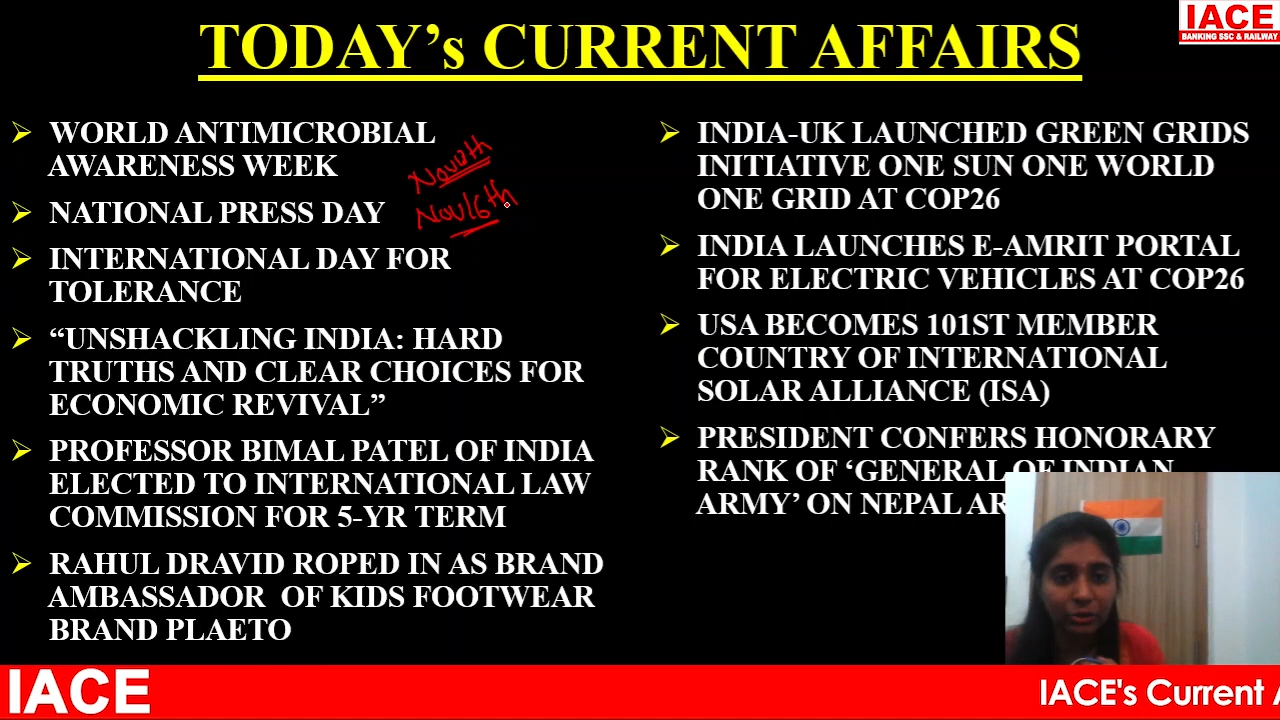 TODAY’s CURRENT AFFAIRS
IACE
BANKING SSC & RAILWAY
WORLD ANTIMICROBIAL
AWARENESS WEEK
NATIONAL PRESS DAY
Nov16th
INTERNATIONAL DAY FOR
TOLERANCE
“UNSHACKLING INDIA: HARD
TRUTHS AND CLEAR CHOICES FOR
ECONOMIC REVIVAL”
PROFESSOR BIMAL PATEL OF INDIA
ELECTED TO INTERNATIONAL LAW
COMMISSION FOR 5-YR TERM
RAHUL DRAVID ROPED IN AS BRAND
AMBASSADOR OF KIDS FOOTWEAR
BRAND PLAETO
INDIA-UK LAUNCHED GREEN GRIDS
INITIATIVE ONE SUN ONE WORLD
ONE GRID AT COP26
INDIA LAUNCHES E-AMRIT PORTAL
FOR ELECTRIC VEHICLES AT COP26
USA BECOMES 101ST MEMBER
COUNTRY OF INTERNATIONAL
SOLAR ALLIANCE (ISA)
PRESIDENT CONFERS HONORARY
RANK OF ‘GENERAL OF INDIAN
ARMY’ ON NEPAL AR
IACE
IACE's Current A